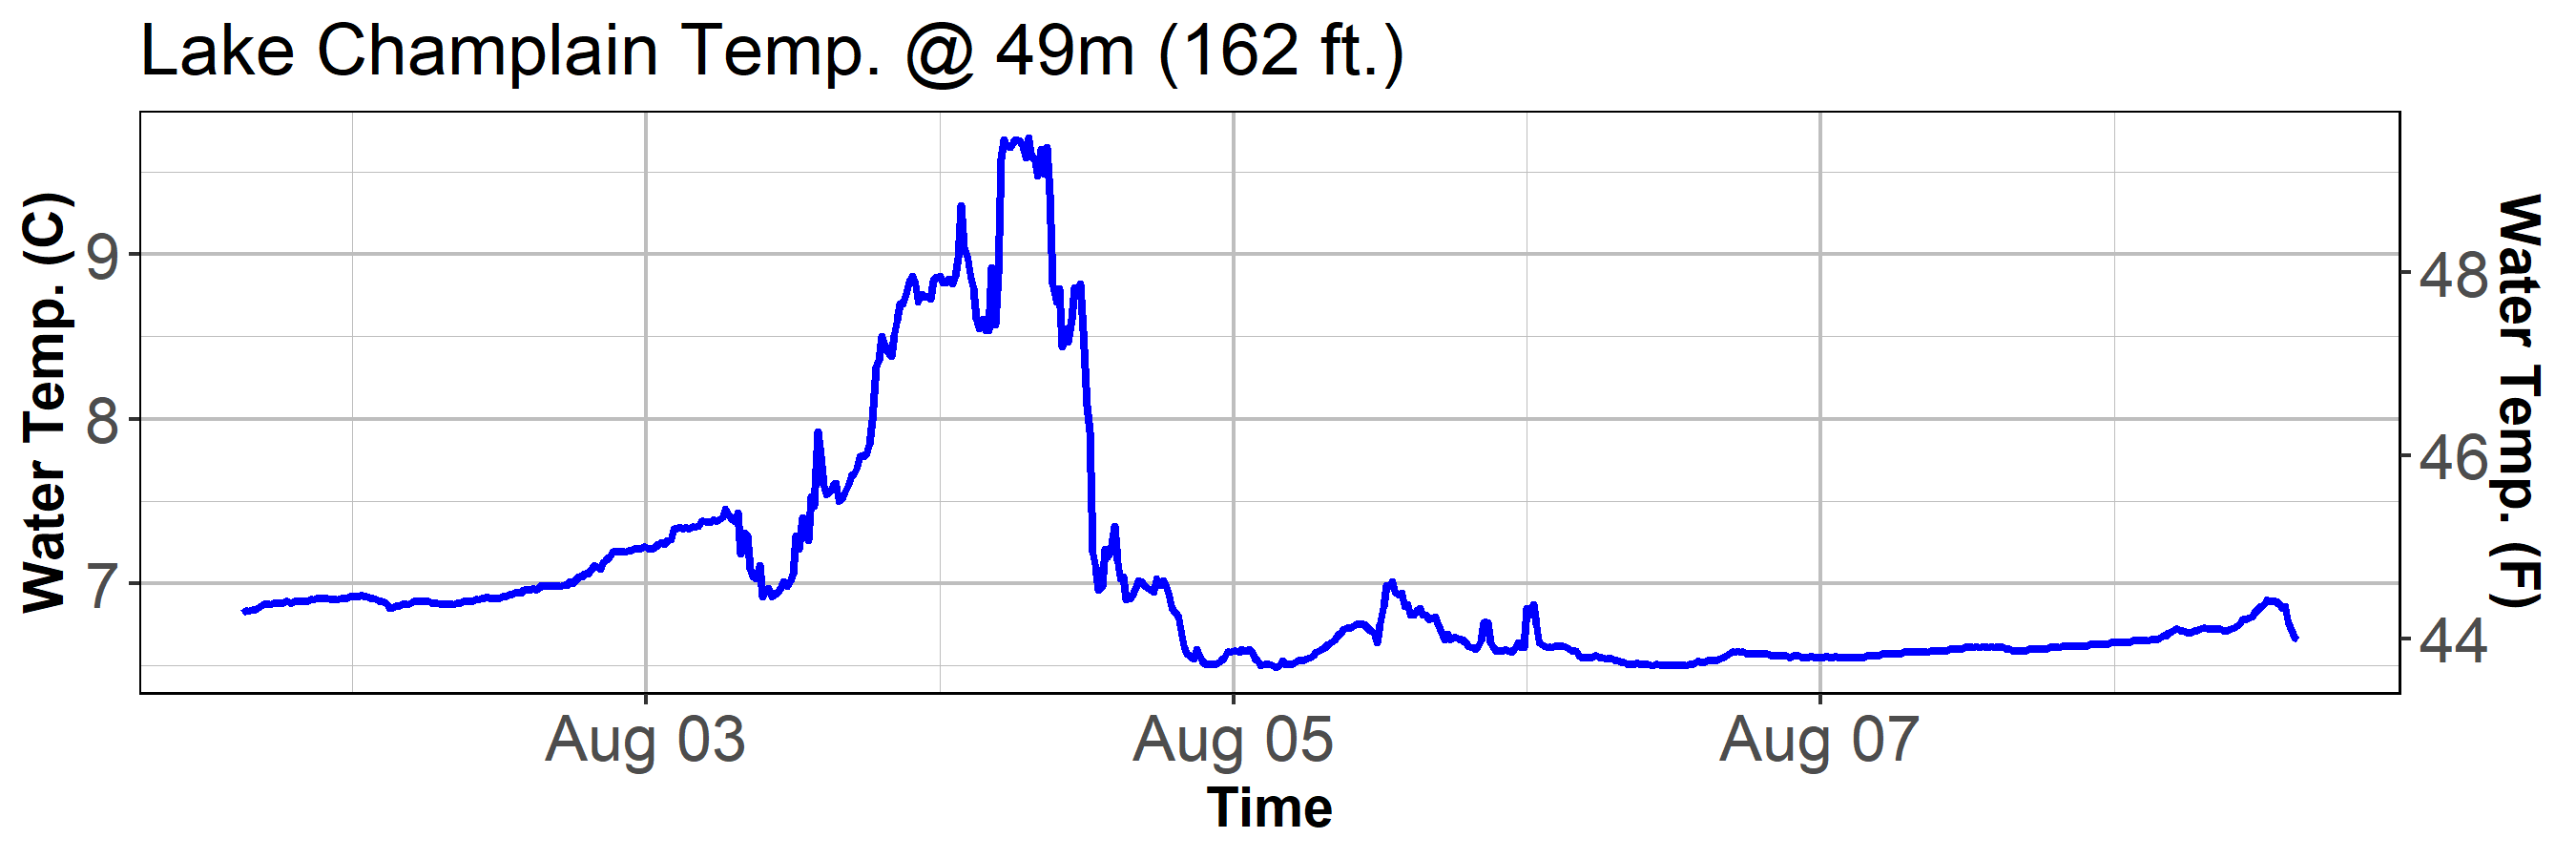 Lake Champlain Temp. @ 49m (162 ft.)
Water Temp. (C)
9
8
7
48
46
44
Water Temp. (F)
Aug 03
Aug 05
Aug 07
Time